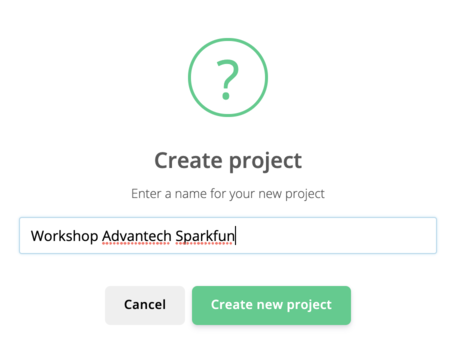 ?
Create project
Enter a name for your new project
Workshop Advantech Sparkfun
Cancel
Create new project